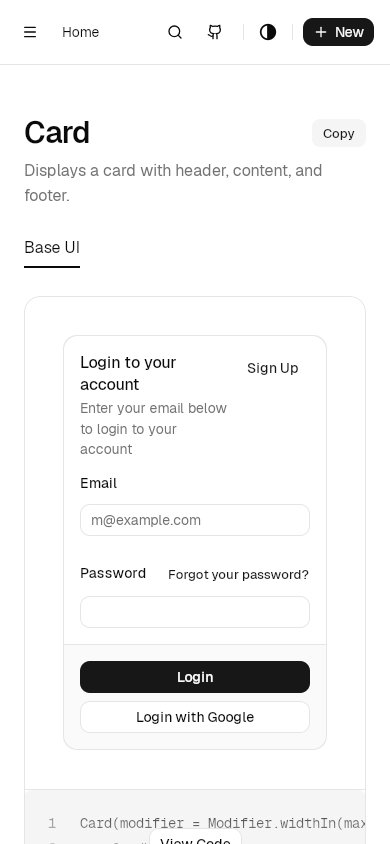 Home
New
Card
Copy
Displays a card with header, content, and
footer.
Base UI
Login to your
account
Sign Up
Enter your email below
to login to your
account
Email
m@example.com
Password
Forgot your password?
Login
Login with Google
1 Card(modifier = Modifier.widthIn(max
View Code